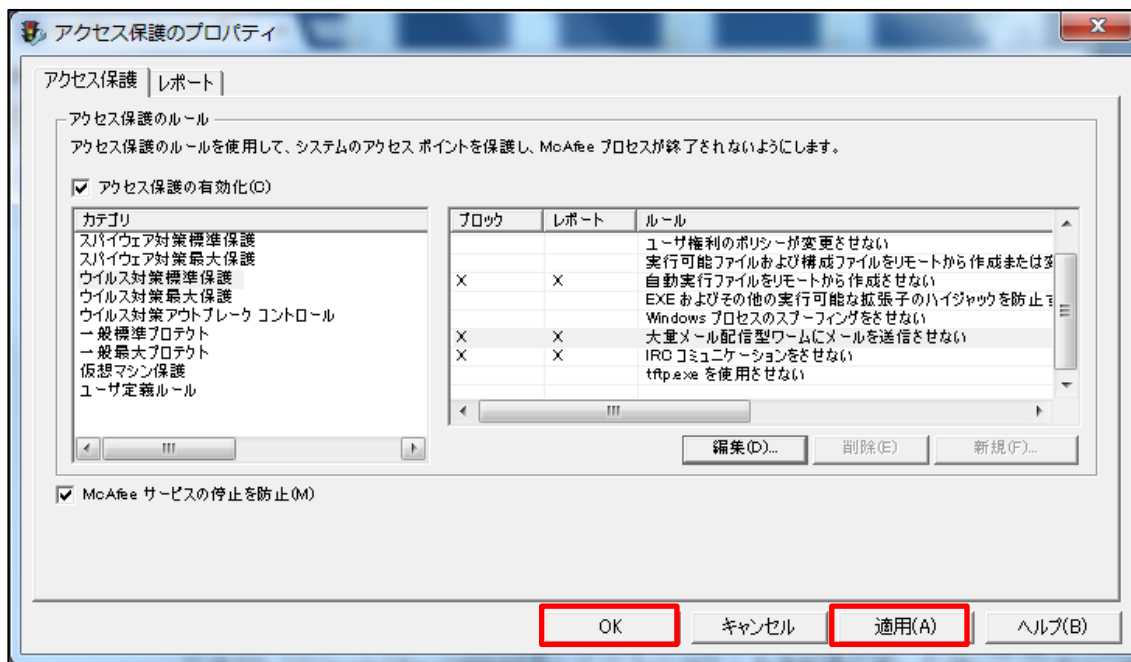 アクセス保護のプロパティ
アクセス保護 レポート
アクセス保護のルール
アクセス保護のルールを使用して、システムのアクセス ポイントを保護し、McAfee プロセスが終了されないようにします。
アクセス保護の有効化(C)
カテゴリ
スパイウェア対策標準保護
スパイウェア対策最大保護
ウイルス対策標準保護
ウイルス対策最大保護
ウイルス対策アウトブレーク コントロール
一般標準プロテクト
一般最大プロテクト
仮想マシン保護
ユーザ定義ルール
ブロック レポート ルール
ユーザ権利のポリシーが変更させない
実行可能ファイルおよび構成ファイルをリモートから作成または変
X X 自動実行ファイルをリモートから作成させない
EXE およびその他の実行可能な拡張子のハイジャックを防止す
Windows プロセスのスプーフィングをさせない
X X 大量メール配信型ワームにメールを送信させない
X X IRC コミュニケーションをさせない
tftp.exe を使用させない
編集(D)... 削除(E) 新規(F)...
McAfee サービスの停止を防止(M)
OK キャンセル 適用(A) ヘルプ(B)